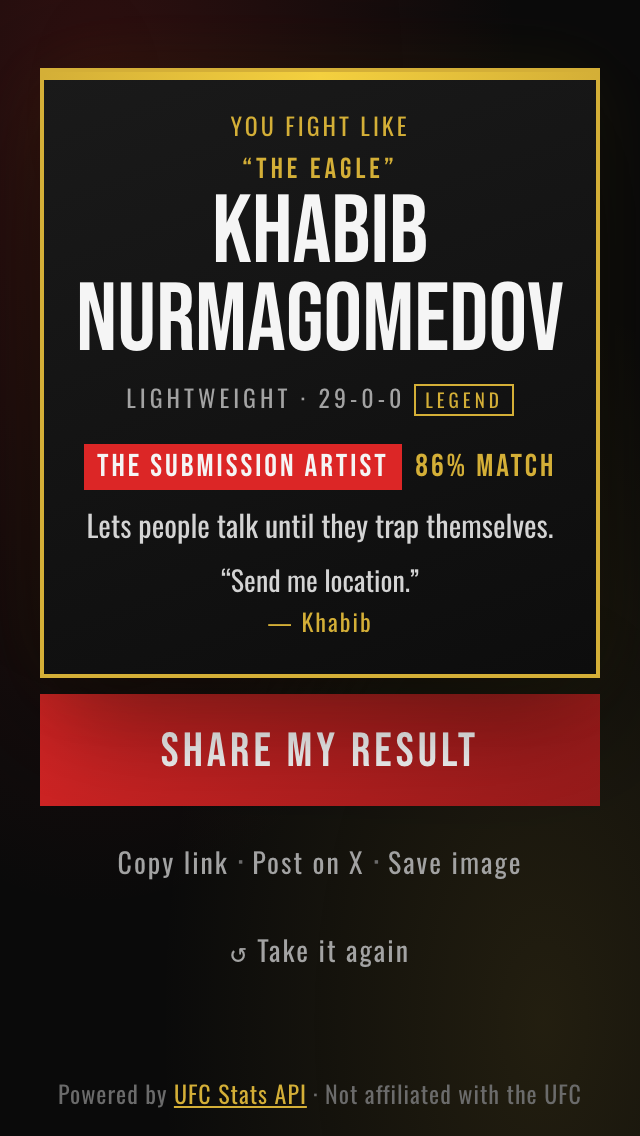 YOU FIGHT LIKE
“THE EAGLE”
KHABIB
NURMAGOMEDOV
LIGHTWEIGHT · 29-0-0 LEGEND
THE SUBMISSION ARTIST 86% MATCH
Lets people talk until they trap themselves.
“Send me location.”
— Khabib
SHARE MY RESULT
Copy link · Post on X · Save image
↺ Take it again
Powered by UFC Stats API · Not affiliated with the UFC